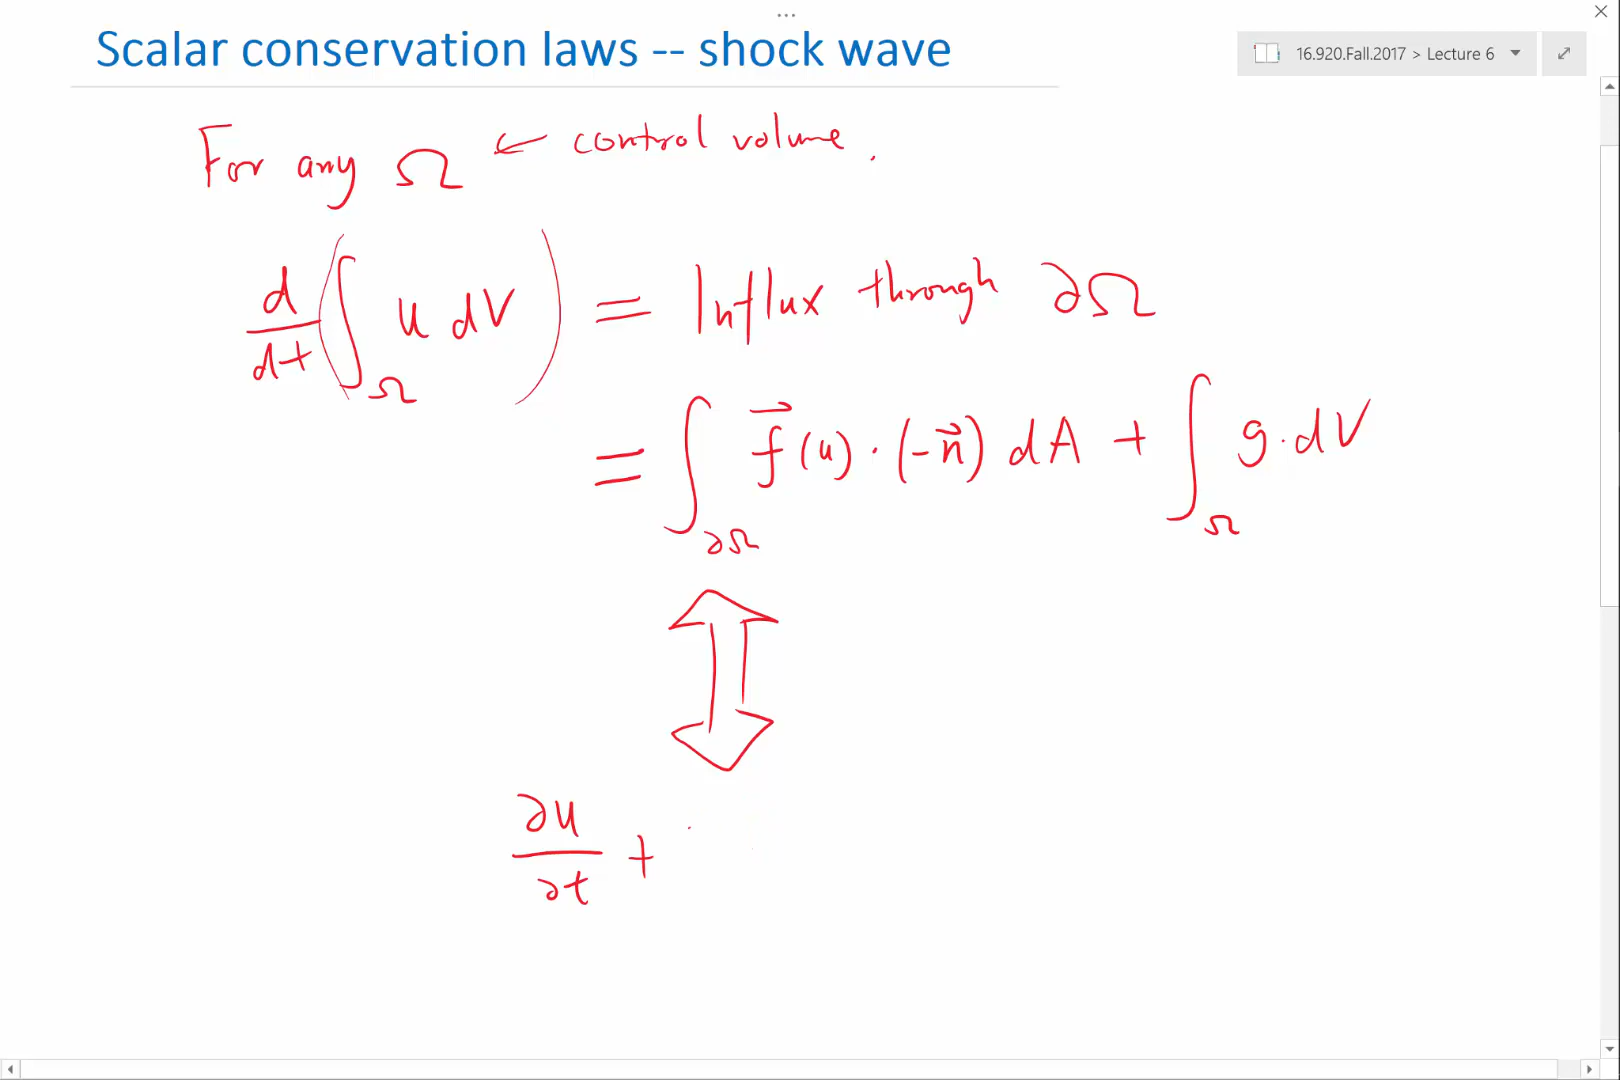 Scalar conservation laws -- shock wave
16.920.Fall.2017 > Lecture 6
For any Ω ← control volume.
d/dt (∫_Ω u dV) = Influx through ∂Ω
= ∫_∂Ω f⃗(u)·(-n⃗) dA + ∫_Ω g·dV
∂u/∂t +